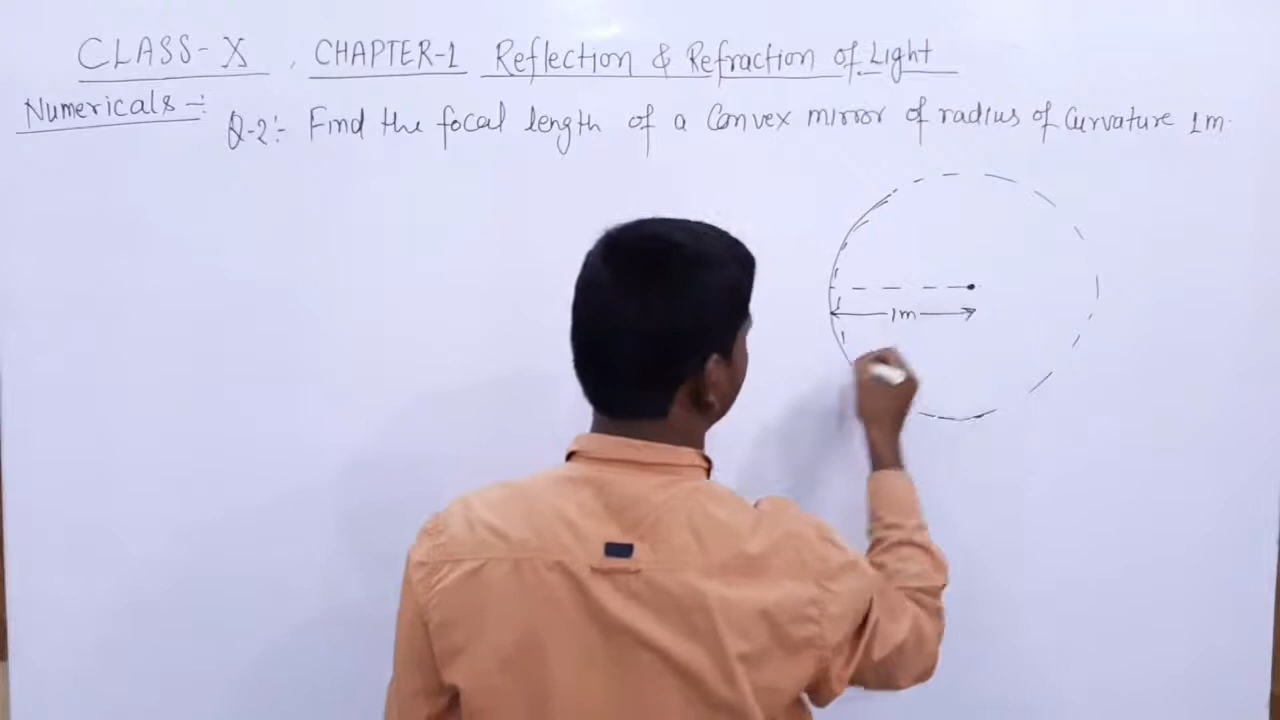 CLASS-X, CHAPTER-1 Reflection & Refraction of Light
Numericals -:
Q-2:- Find the focal length of a Convex mirror of radius of Curvature 1m.
1m